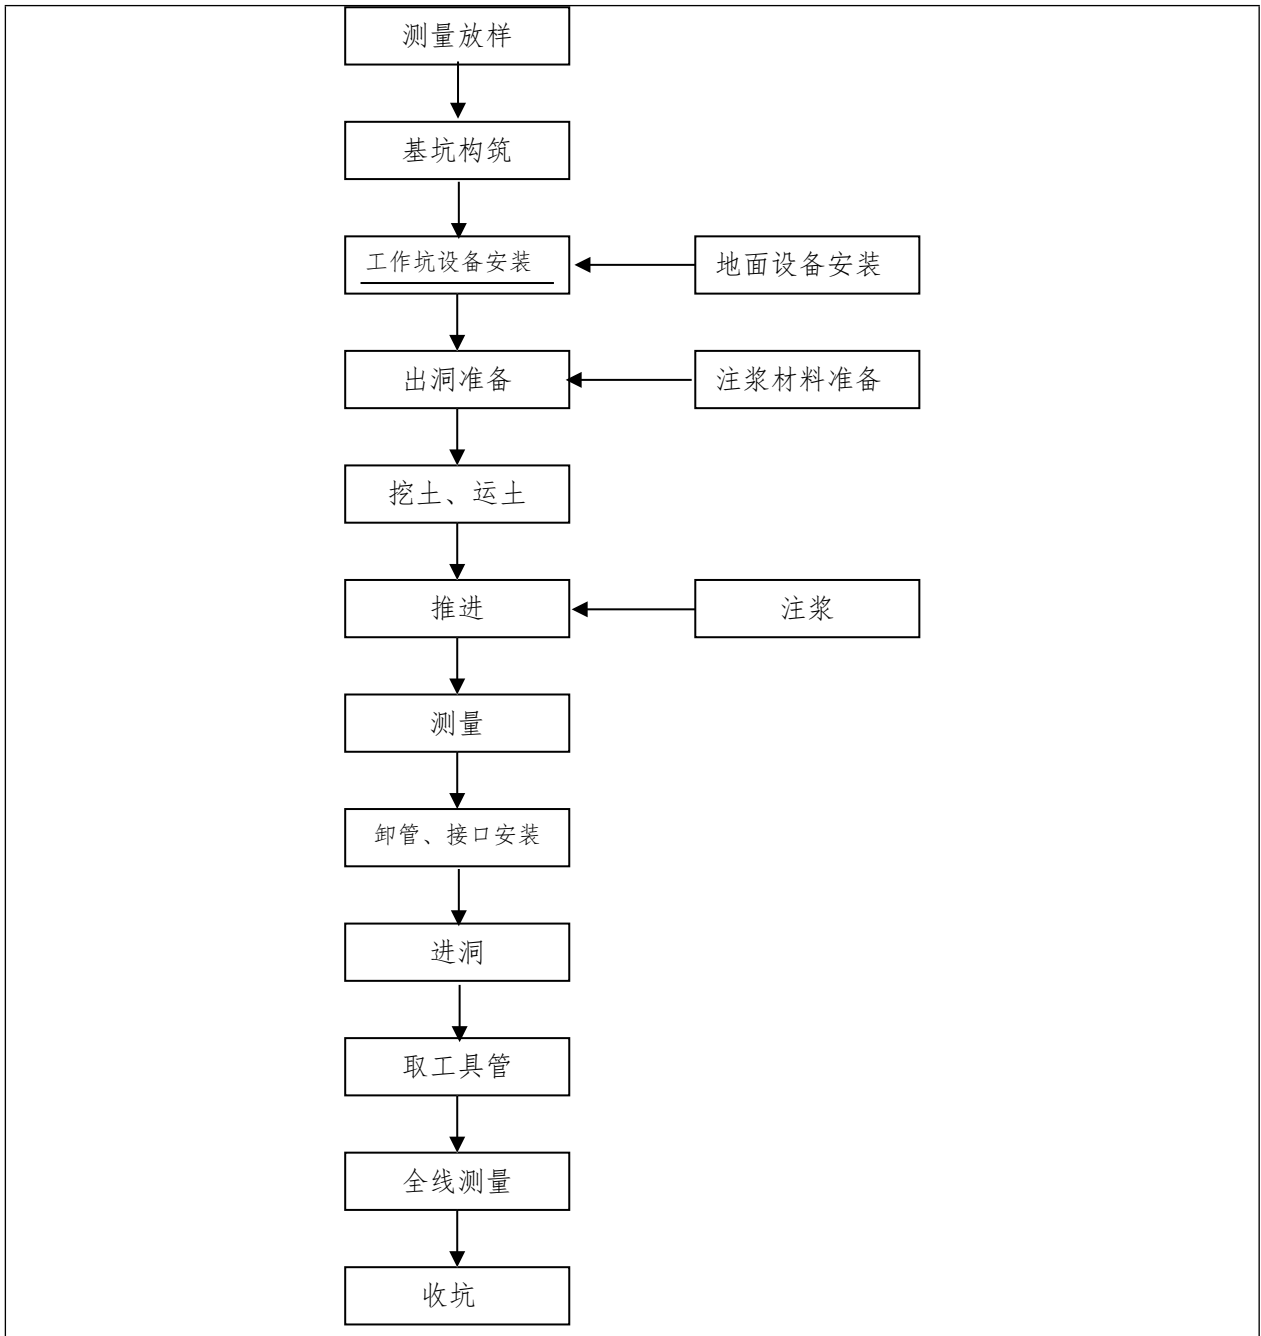 测量放样
基坑构筑
工作坑设备安装
地面设备安装
出洞准备
注浆材料准备
挖土、运土
推进
注浆
测量
卸管、接口安装
进洞
取工具管
全线测量
收坑